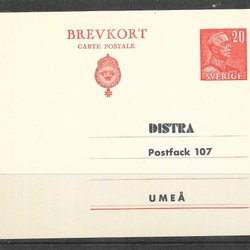 BREVKORT
CARTE POSTALE
20
SVERIGE
DISTRA
Postfack 107
UMEÅ